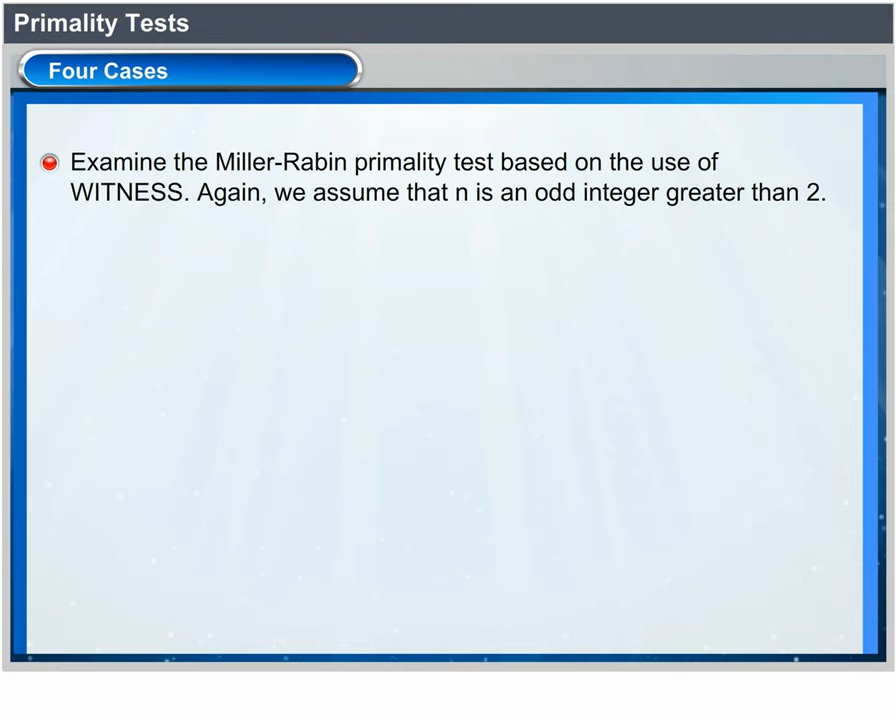 Primality Tests
Four Cases
Examine the Miller-Rabin primality test based on the use of
WITNESS. Again, we assume that n is an odd integer greater than 2.